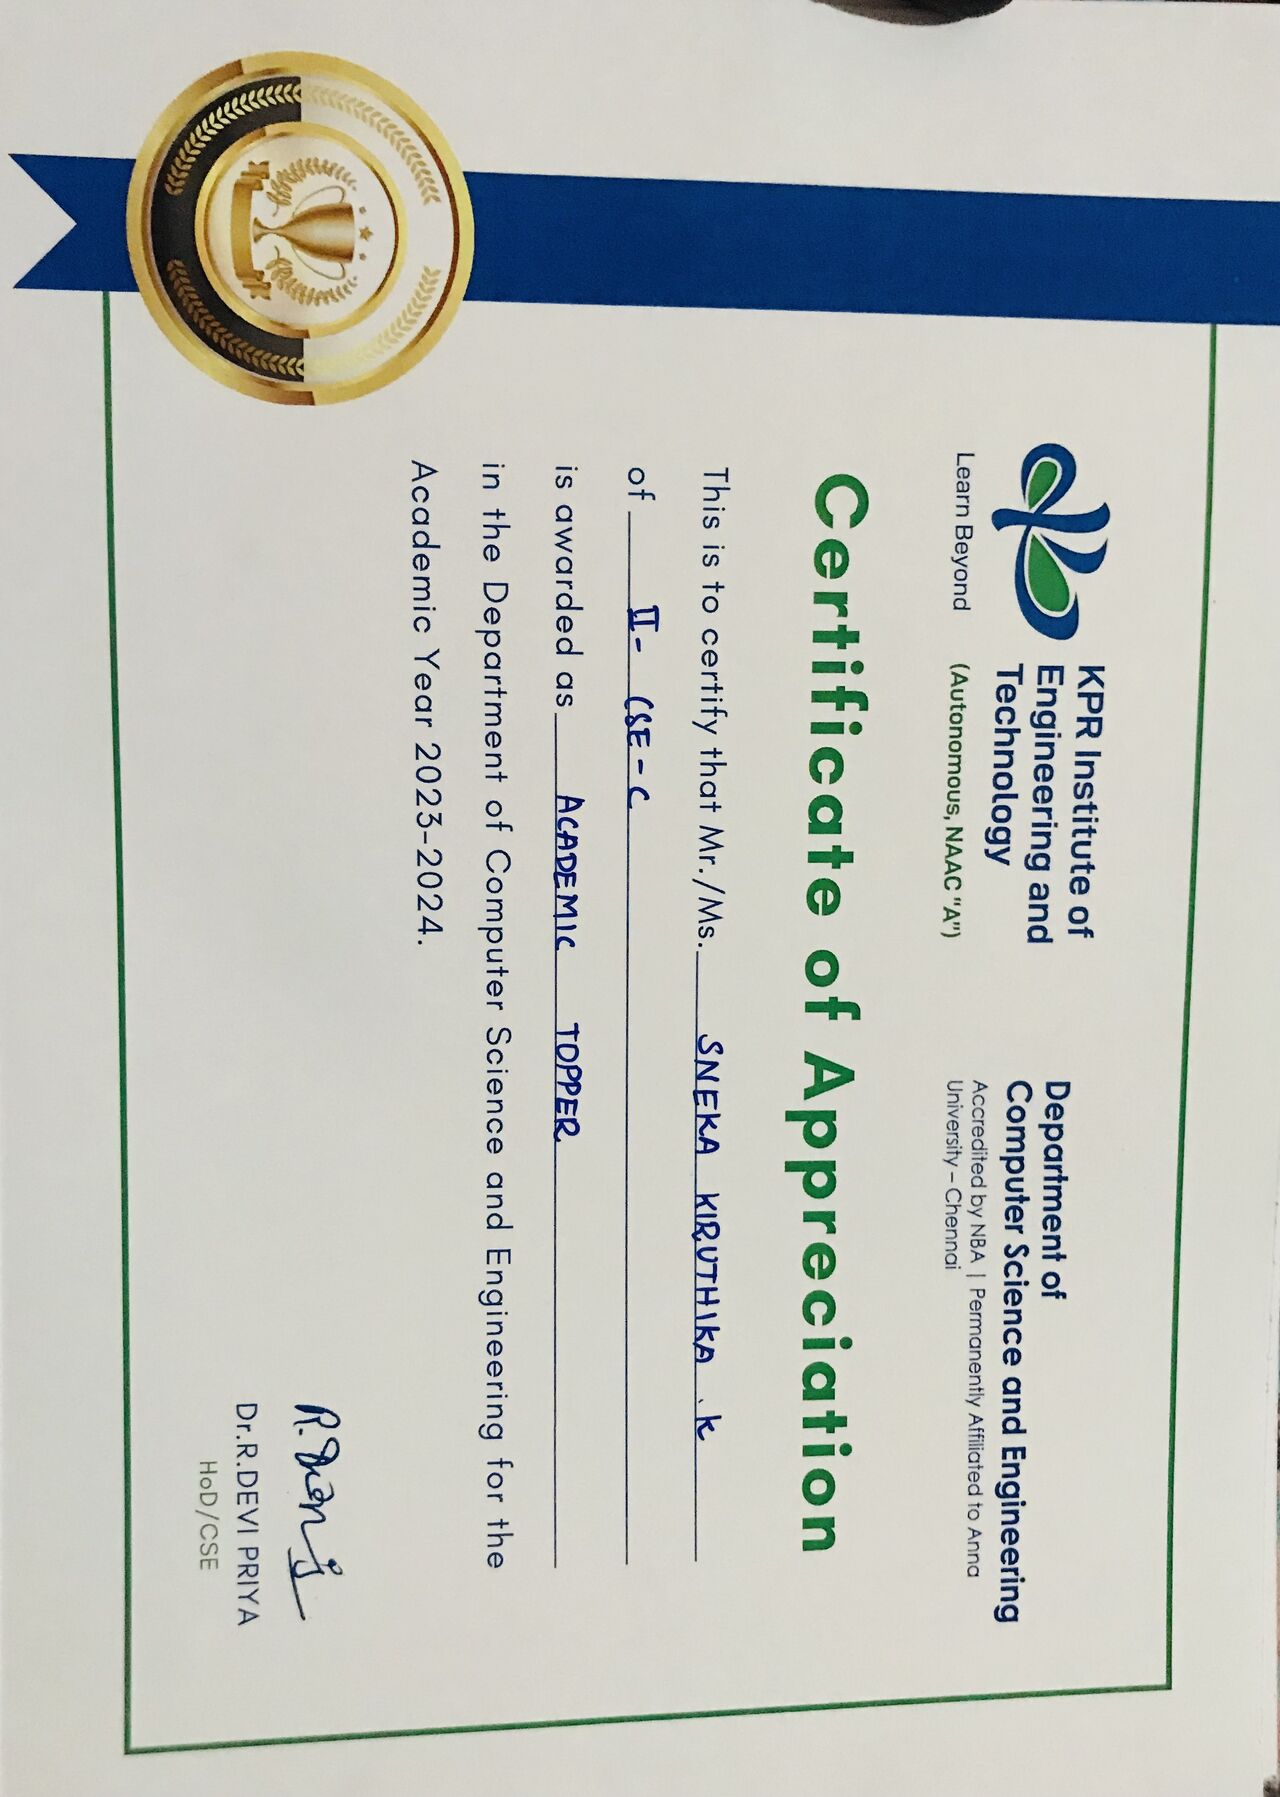 KPR Institute of
Engineering and
Technology
Learn Beyond
(Autonomous, NAAC "A")
Department of
Computer Science and Engineering
Accredited by NBA | Permanently Affiliated to Anna
University – Chennai
Certificate of Appreciation
This is to certify that Mr./Ms. SNEKA KIRUTHIKA .K
of II - CSE - C
is awarded as ACADEMIC TOPPER
in the Department of Computer Science and Engineering for the
Academic Year 2023-2024.
Dr.R.DEVI PRIYA
HoD/CSE